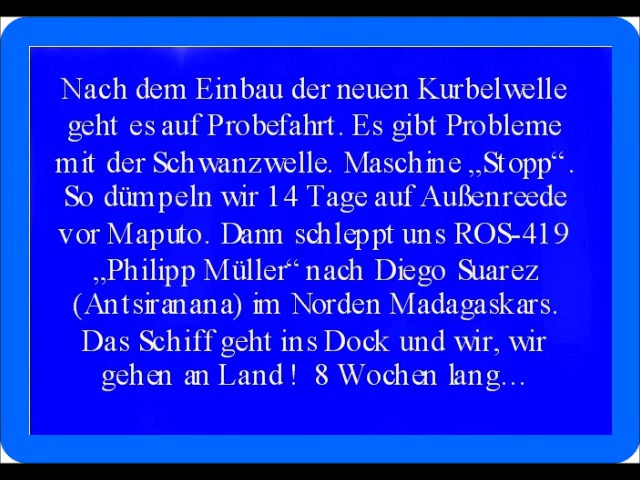 Nach dem Einbau der neuen Kurbelwelle
geht es auf Probefahrt. Es gibt Probleme
mit der Schwanzwelle. Maschine „Stopp“.
So dümpeln wir 14 Tage auf Außenreede
vor Maputo. Dann schleppt uns ROS-419
„Philipp Müller“ nach Diego Suarez
(Antsiranana) im Norden Madagaskars.
Das Schiff geht ins Dock und wir, wir
gehen an Land ! 8 Wochen lang...